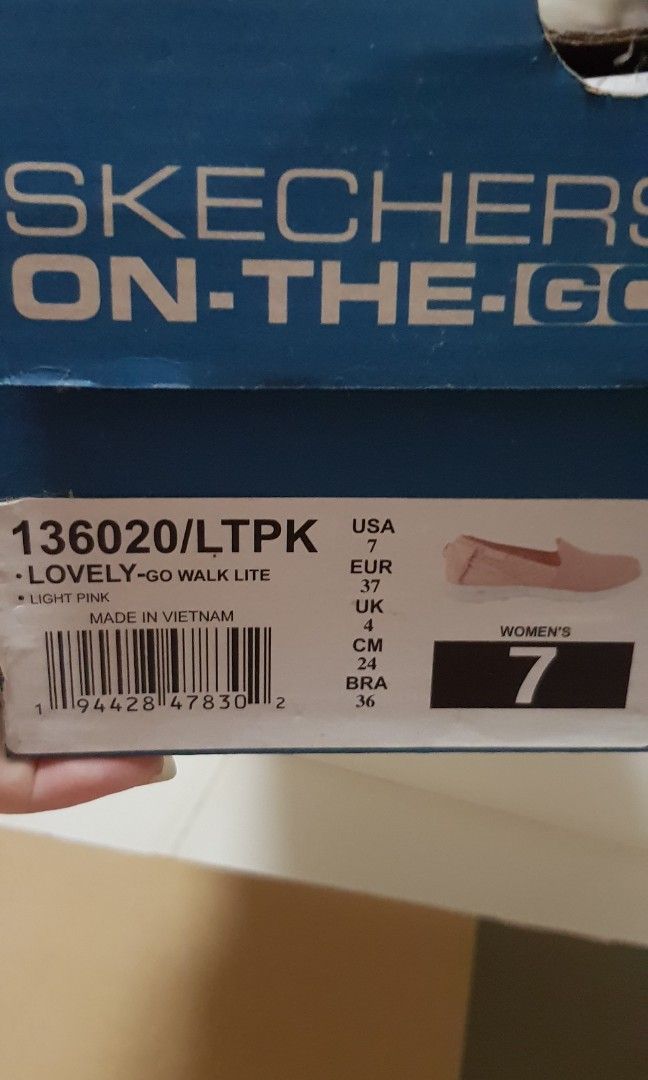 SKECHERS
ON-THE-GO
136020/LTPK
• LOVELY-GO WALK LITE
• LIGHT PINK
MADE IN VIETNAM
1 94428 47830 2
USA
7
EUR
37
UK
4
CM
24
BRA
36
WOMEN'S
7